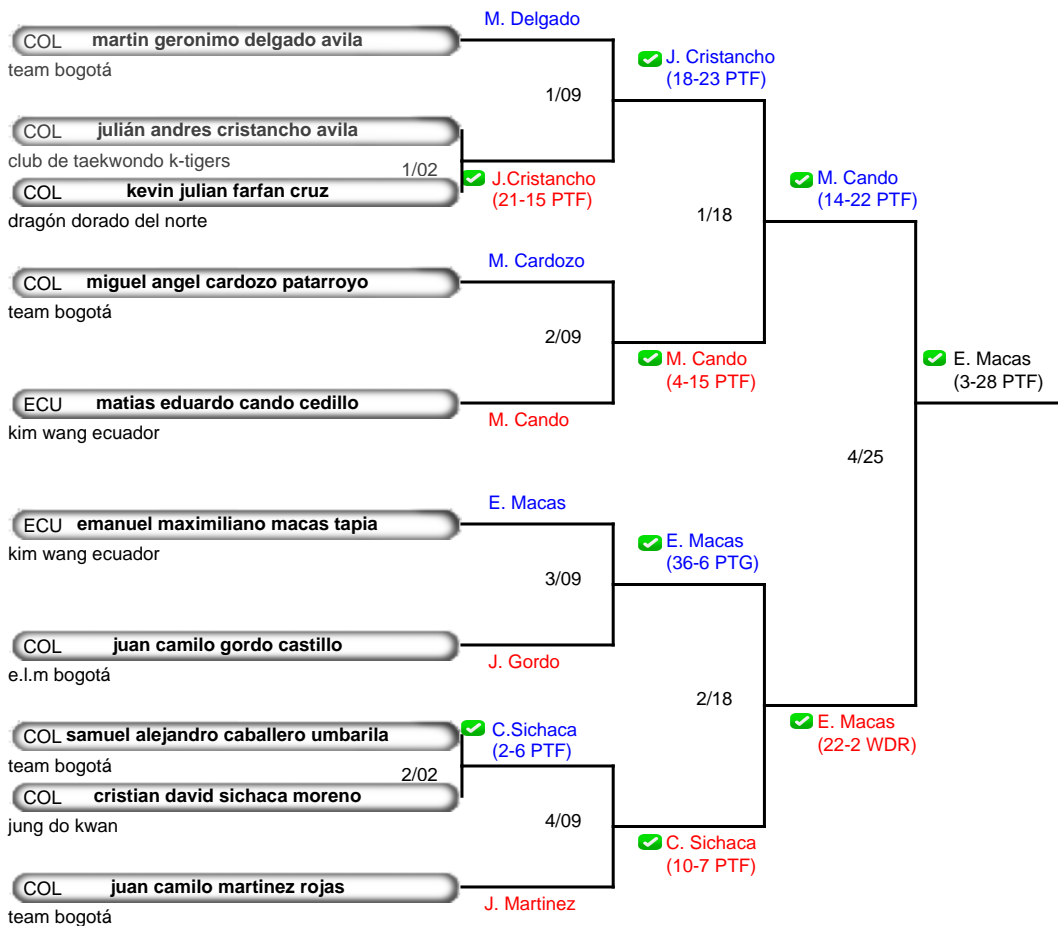 M. Delgado
COL martin geronimo delgado avila
team bogotá
1/09
J. Cristancho
(18-23 PTF)
COL julián andres cristancho avila
club de taekwondo k-tigers
1/02
J.Cristancho
(21-15 PTF)
COL kevin julian farfan cruz
dragón dorado del norte
1/18
M. Cando
(14-22 PTF)
M. Cardozo
COL miguel angel cardozo patarroyo
team bogotá
2/09
M. Cando
(4-15 PTF)
ECU matias eduardo cando cedillo
kim wang ecuador
M. Cando
E. Macas
(3-28 PTF)
4/25
E. Macas
ECU emanuel maximiliano macas tapia
kim wang ecuador
3/09
E. Macas
(36-6 PTG)
COL juan camilo gordo castillo
e.l.m bogotá
J. Gordo
2/18
E. Macas
(22-2 WDR)
COL samuel alejandro caballero umbarila
team bogotá
2/02
C.Sichaca
(2-6 PTF)
COL cristian david sichaca moreno
jung do kwan
4/09
C. Sichaca
(10-7 PTF)
COL juan camilo martinez rojas
team bogotá
J. Martinez